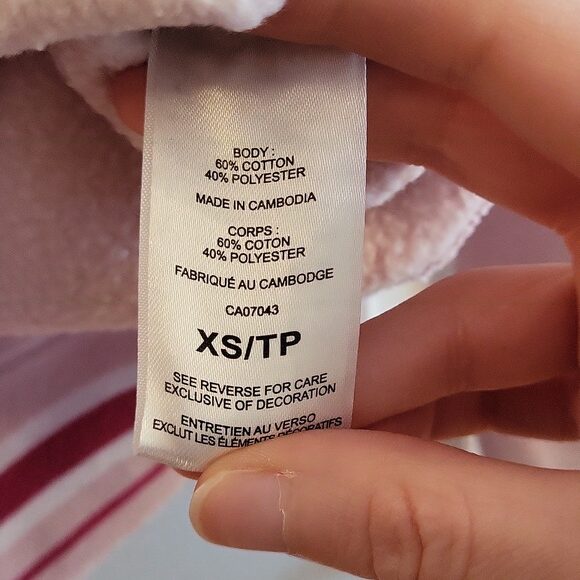 BODY :
60% COTTON
40% POLYESTER
MADE IN CAMBODIA
CORPS :
60% COTON
40% POLYESTER
FABRIQUÉ AU CAMBODGE
CA07043
XS/TP
SEE REVERSE FOR CARE
EXCLUSIVE OF DECORATION
ENTRETIEN AU VERSO
EXCLUT LES ÉLÉMENTS DÉCORATIFS